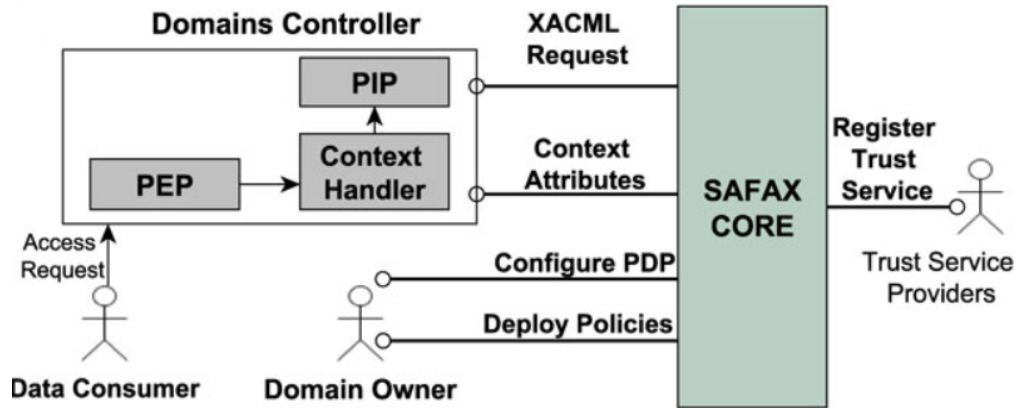 Domains Controller
PIP
PEP
Context
Handler
XACML
Request
Context
Attributes
SAFAX
CORE
Register
Trust
Service
Trust Service
Providers
Access
Request
Configure PDP
Deploy Policies
Data Consumer
Domain Owner